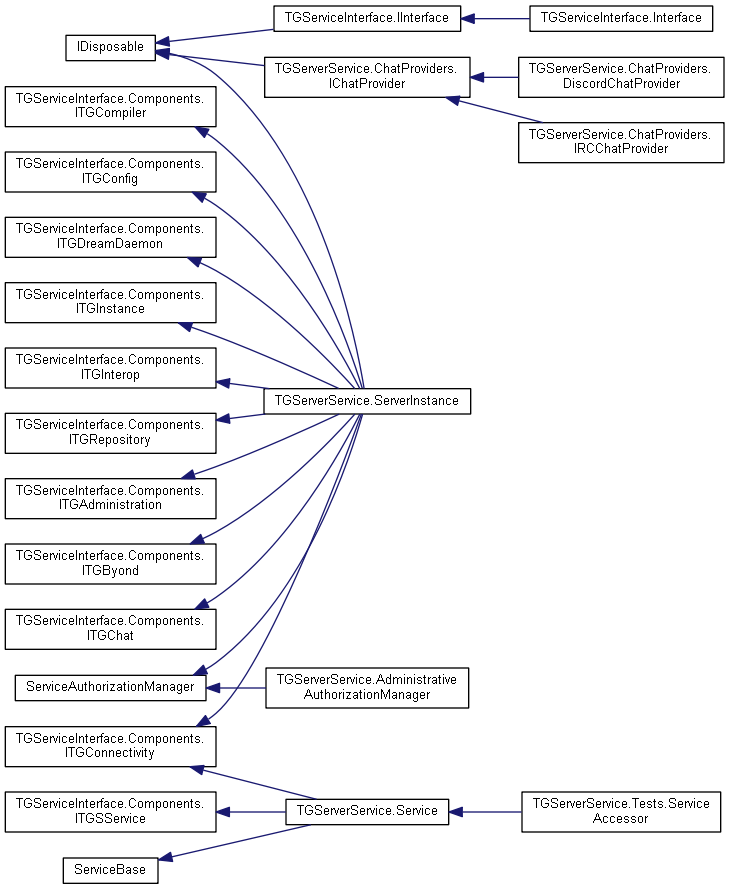 TGServiceInterface.IInterface
TGServiceInterface.Interface
IDisposable
TGServerService.ChatProviders.
IChatProvider
TGServerService.ChatProviders.
DiscordChatProvider
TGServiceInterface.Components.
ITGCompiler
TGServerService.ChatProviders.
IRCChatProvider
TGServiceInterface.Components.
ITGConfig
TGServiceInterface.Components.
ITGDreamDaemon
TGServiceInterface.Components.
ITGInstance
TGServiceInterface.Components.
ITGInterop
TGServerService.ServerInstance
TGServiceInterface.Components.
ITGRepository
TGServiceInterface.Components.
ITGAdministration
TGServiceInterface.Components.
ITGByond
TGServiceInterface.Components.
ITGChat
ServiceAuthorizationManager
TGServerService.Administrative
AuthorizationManager
TGServiceInterface.Components.
ITGConnectivity
TGServiceInterface.Components.
ITGSService
TGServerService.Service
TGServerService.Tests.Service
Accessor
ServiceBase